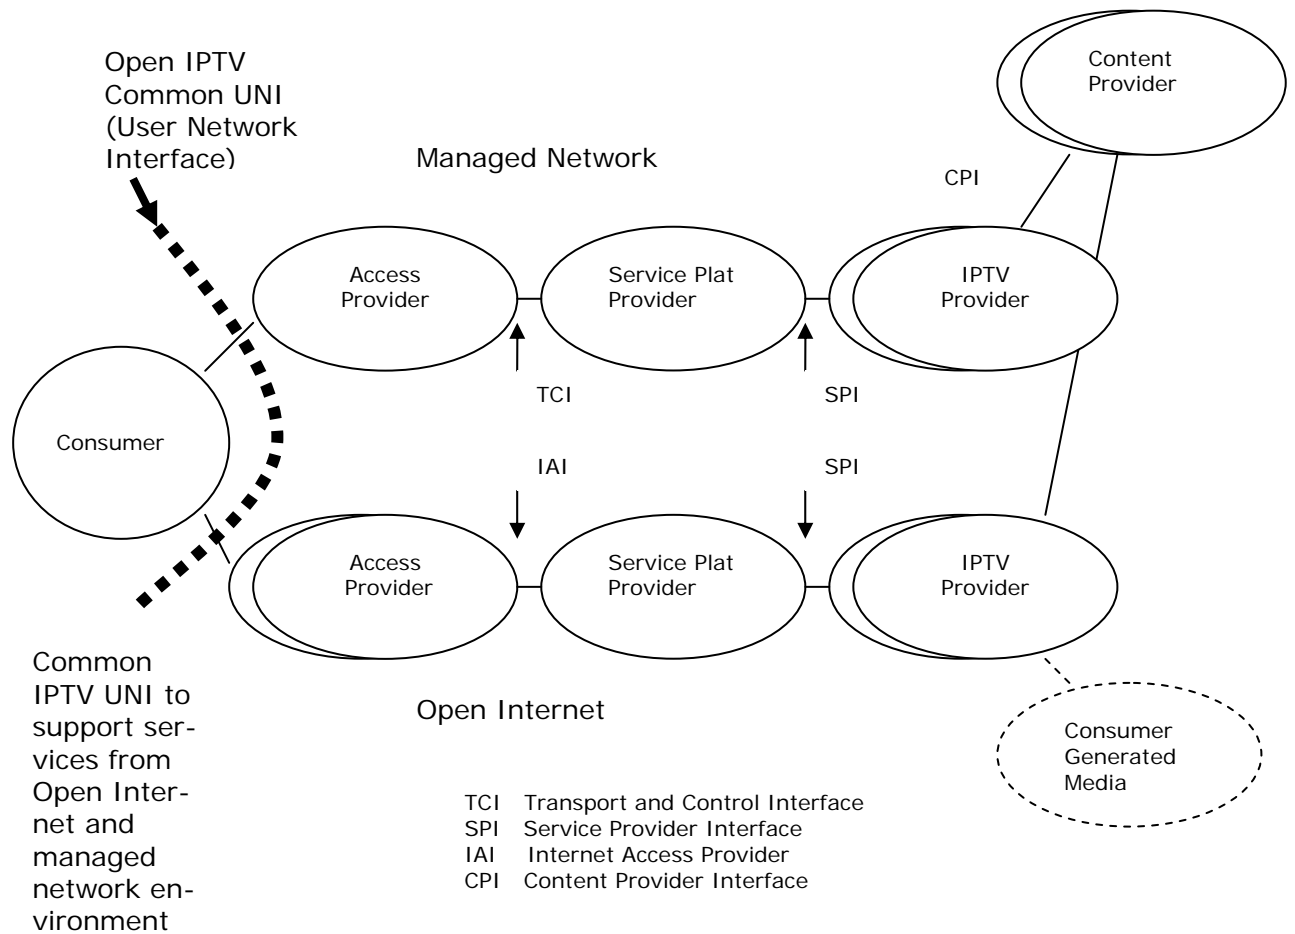 Open IPTV
Common UNI
(User Network
Interface)
Managed Network
Content
Provider
CPI
Access
Provider
Service Plat
Provider
IPTV
Provider
TCI
SPI
Consumer
IAI
SPI
Access
Provider
Service Plat
Provider
IPTV
Provider
Common
IPTV UNI to
support ser-
vices from
Open Inter-
net and
managed
network en-
vironment
Open Internet
Consumer
Generated
Media
TCI Transport and Control Interface
SPI Service Provider Interface
IAI Internet Access Provider
CPI Content Provider Interface